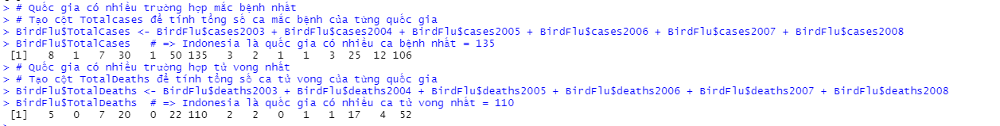 > # Quốc gia có nhiều trường hợp mắc bệnh nhất
> # Tạo cột Totalcases để tính tổng số ca mắc bệnh của từng quốc gia
> BirdFlu$TotalCases <- BirdFlu$cases2003 + BirdFlu$cases2004 + BirdFlu$cases2005 + BirdFlu$cases2006 + BirdFlu$cases2007 + BirdFlu$cases2008
> BirdFlu$TotalCases # => Indonesia là quốc gia có nhiều ca bệnh nhất = 135
[1] 8 1 7 30 1 50 135 3 2 1 1 3 25 12 106
> # Quốc gia có nhiều trường hợp tử vong nhất
> # Tạo cột TotalDeaths để tính tổng số ca tử vong của từng quốc gia
> BirdFlu$TotalDeaths <- BirdFlu$deaths2003 + BirdFlu$deaths2004 + BirdFlu$deaths2005 + BirdFlu$deaths2006 + BirdFlu$deaths2007 + BirdFlu$deaths2008
> BirdFlu$TotalDeaths # => Indonesia là quốc gia có nhiều ca tử vong nhất = 110
[1] 5 0 7 20 0 22 110 2 2 0 1 1 17 4 52